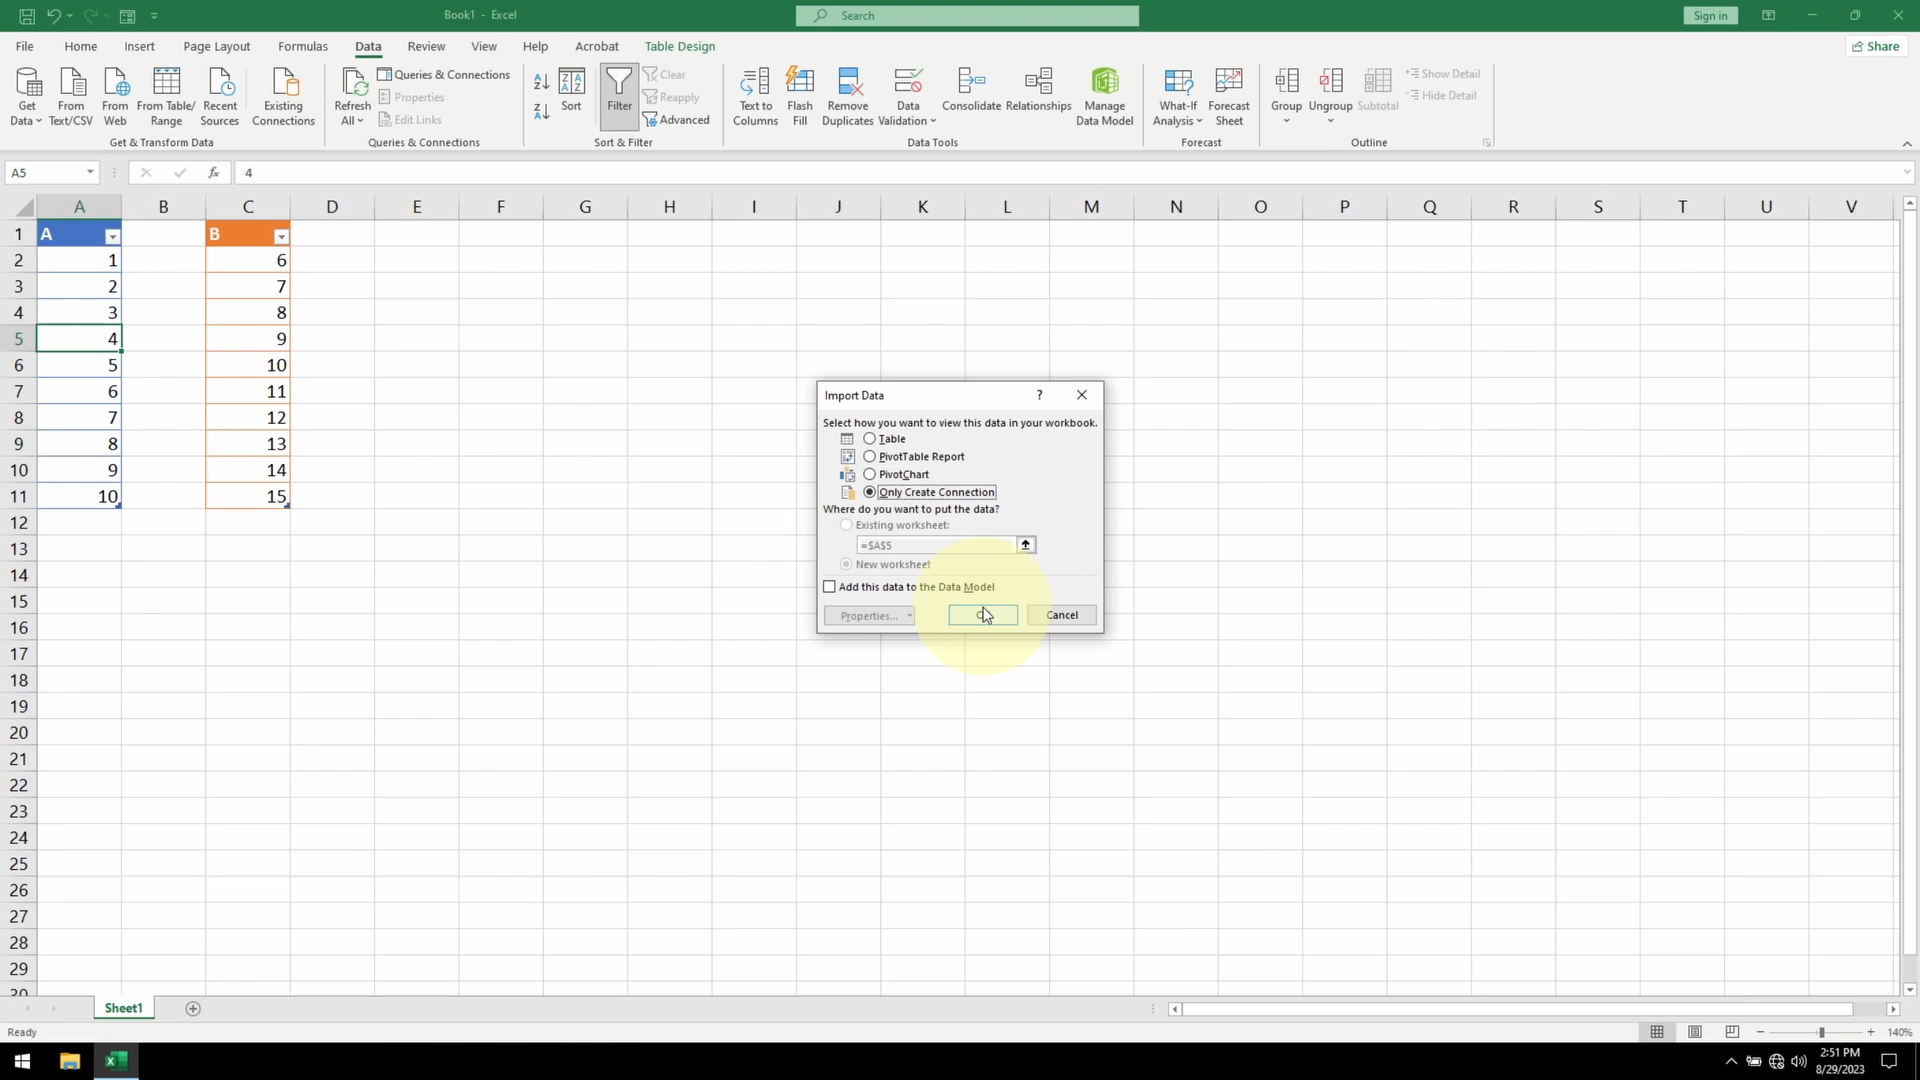 Book1 - Excel
Search
Sign in
File Home Insert Page Layout Formulas Data Review View Help Acrobat Table Design
Share
Get Data
From Text/CSV
From Web
From Table/ Range
Recent Sources
Existing Connections
Get & Transform Data
Refresh All
Queries & Connections
Properties
Edit Links
Queries & Connections
Sort
Filter
Clear
Reapply
Advanced
Sort & Filter
Text to Columns
Flash Fill
Remove Duplicates
Data Validation
Consolidate
Relationships
Manage Data Model
Data Tools
What-If Analysis
Forecast Sheet
Forecast
Group
Ungroup
Subtotal
Show Detail
Hide Detail
Outline
A5
fx
4
A B C D E F G H I J K L M N O P Q R S T U V
1 A B
2 1 6
3 2 7
4 3 8
5 4 9
6 5 10
7 6 11
8 7 12
9 8 13
10 9 14
11 10 15
12
13
14
15
16
17
18
19
20
21
22
23
24
25
26
27
28
29
30
Import Data
?
Select how you want to view this data in your workbook.
Table
PivotTable Report
PivotChart
Only Create Connection
Where do you want to put the data?
Existing worksheet:
=$A$5
New worksheet
Add this data to the Data Model
Properties...
Cancel
Sheet1
Ready
140%
2:51 PM
8/29/2023